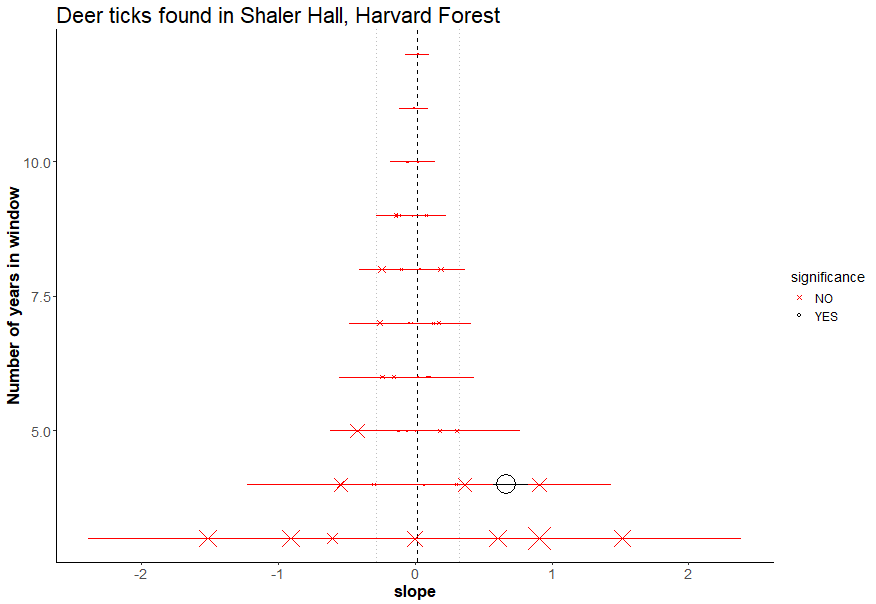 Deer ticks found in Shaler Hall, Harvard Forest
Number of years in window
10.0
7.5
5.0
-2
-1
0
1
2
slope
significance
NO
YES